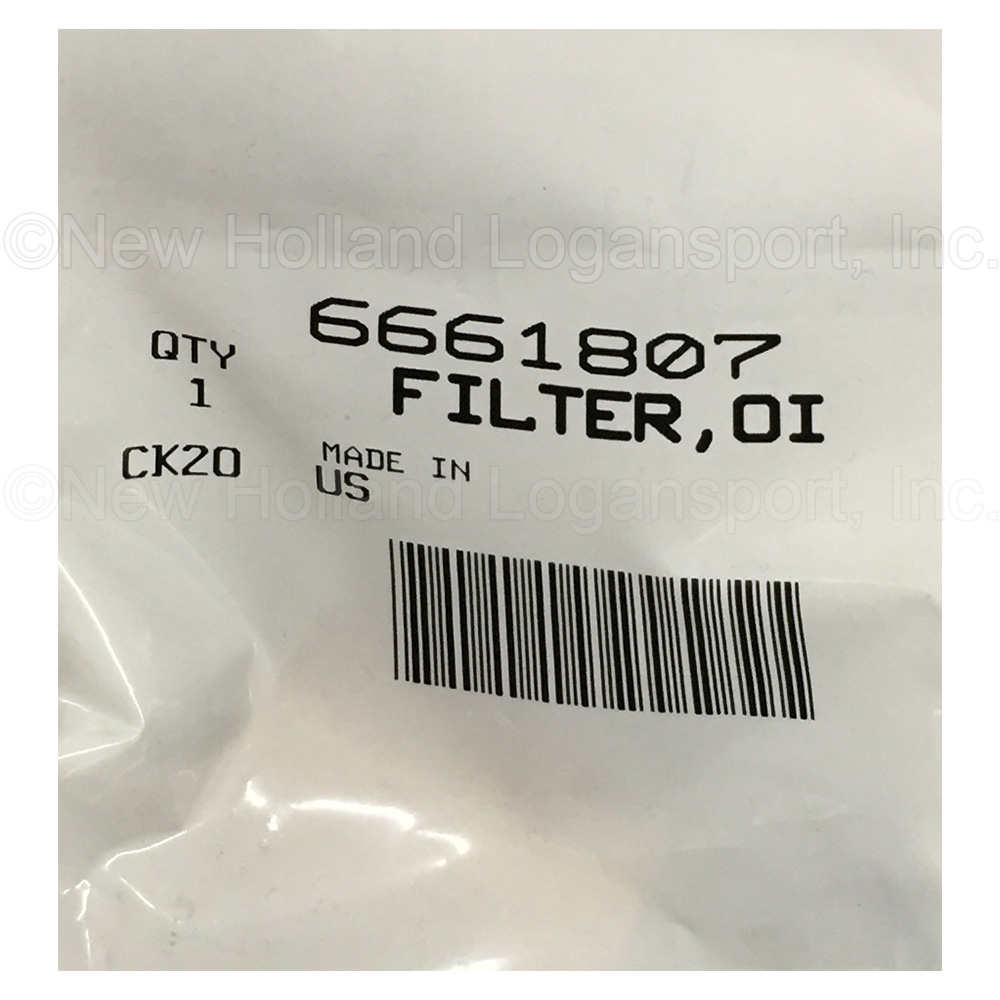 ©New Holland Logansport, Inc.
6661807
QTY
1
FILTER,OI
CK20
MADE IN
US
©New Holland Logansport, Inc.